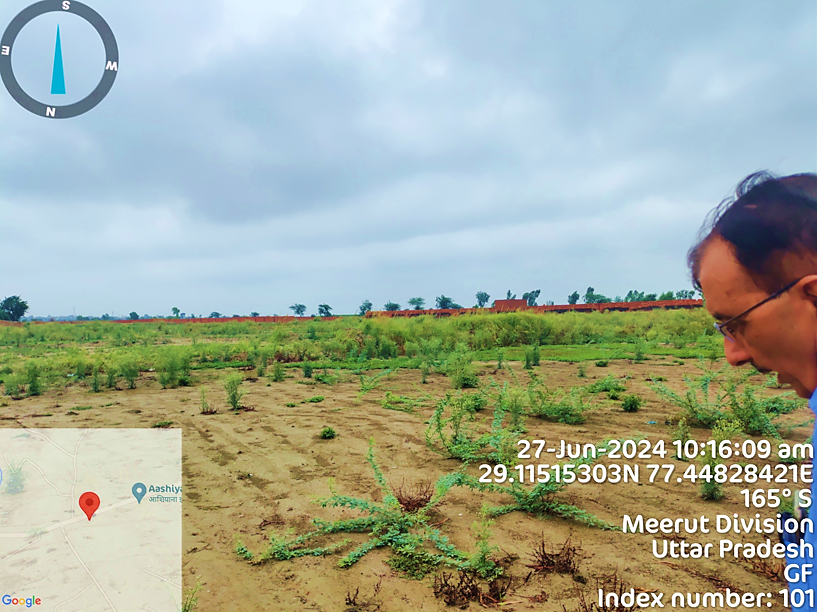 S
E
W
N
27-Jun-2024 10:16:09 am
29.11515303N 77.44828421E
165° S
Meerut Division
Uttar Pradesh
GF
Index number: 101
Aashiya
आशियाना
Google